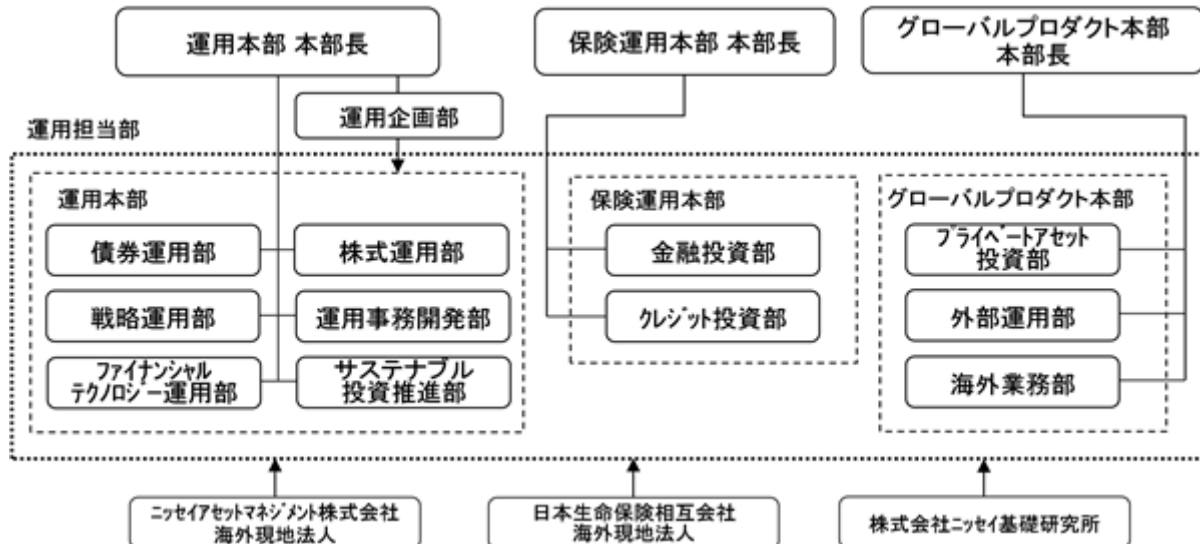 運用本部 本部長
保険運用本部 本部長
グローバルプロダクト本部
本部長
運用企画部
運用担当部
運用本部
債券運用部
株式運用部
戦略運用部
運用事務開発部
ファイナンシャル
テクノロジー運用部
サステナブル
投資推進部
保険運用本部
金融投資部
クレジット投資部
グローバルプロダクト本部
プライベートアセット
投資部
外部運用部
海外業務部
ニッセイアセットマネジメント株式会社
海外現地法人
日本生命保険相互会社
海外現地法人
株式会社ニッセイ基礎研究所